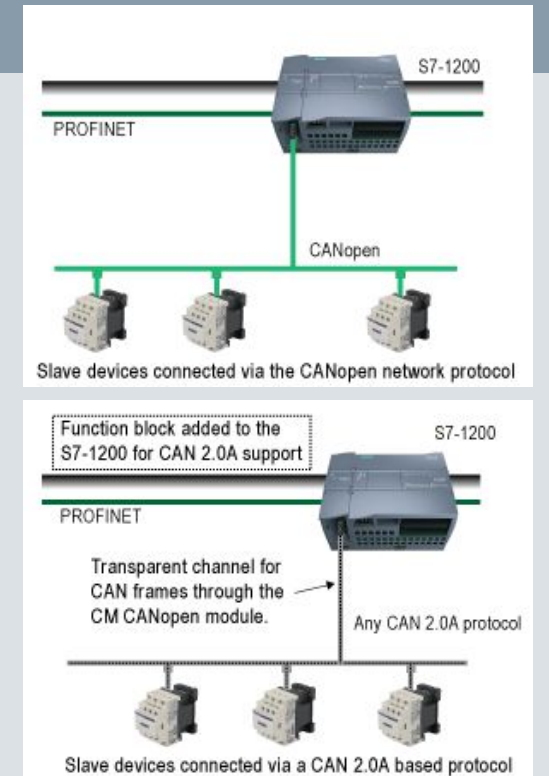 S7-1200
PROFINET
CANopen
Slave devices connected via the CANopen network protocol
Function block added to the
S7-1200 for CAN 2.0A support
S7-1200
PROFINET
Transparent channel for
CAN frames through the
CM CANopen module.
Any CAN 2.0A protocol
Slave devices connected via a CAN 2.0A based protocol